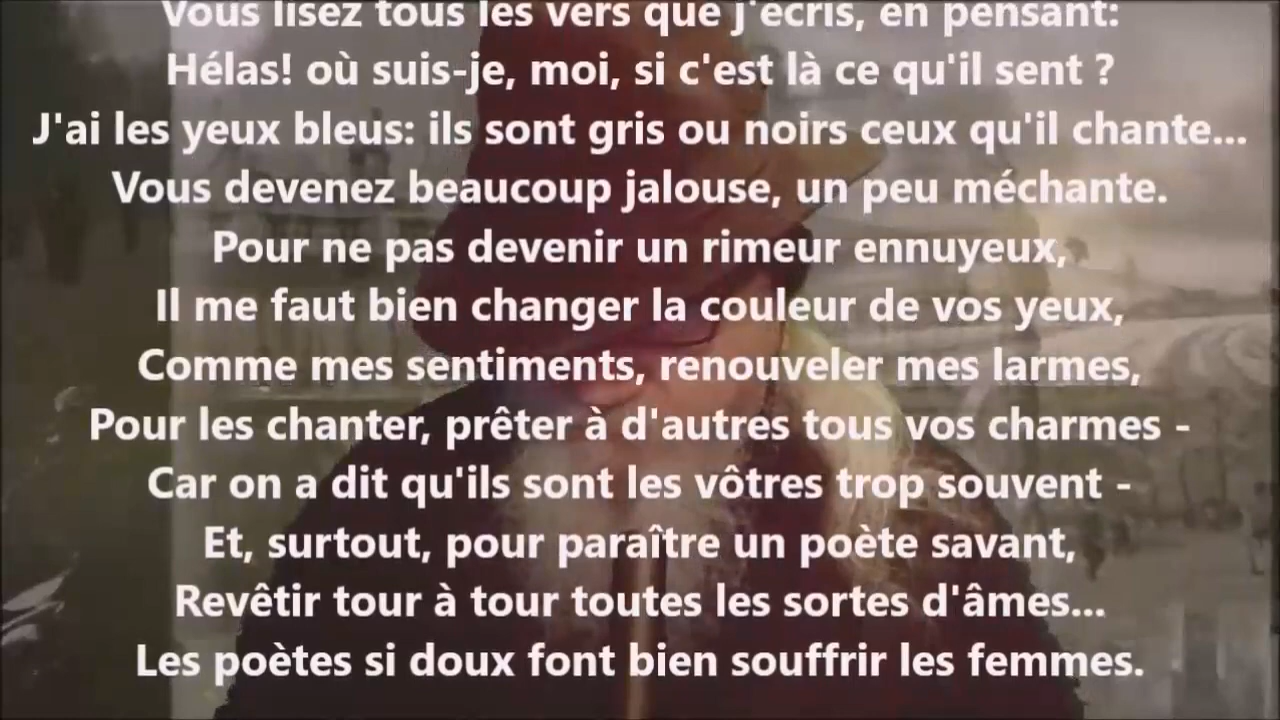 Vous lisez tous les vers que j'écris, en pensant:
Hélas! où suis-je, moi, si c'est là ce qu'il sent ?
J'ai les yeux bleus: ils sont gris ou noirs ceux qu'il chante...
Vous devenez beaucoup jalouse, un peu méchante.
Pour ne pas devenir un rimeur ennuyeux,
Il me faut bien changer la couleur de vos yeux,
Comme mes sentiments, renouveler mes larmes,
Pour les chanter, prêter à d'autres tous vos charmes -
Car on a dit qu'ils sont les vôtres trop souvent -
Et, surtout, pour paraître un poète savant,
Revêtir tour à tour toutes les sortes d'âmes...
Les poètes si doux font bien souffrir les femmes.